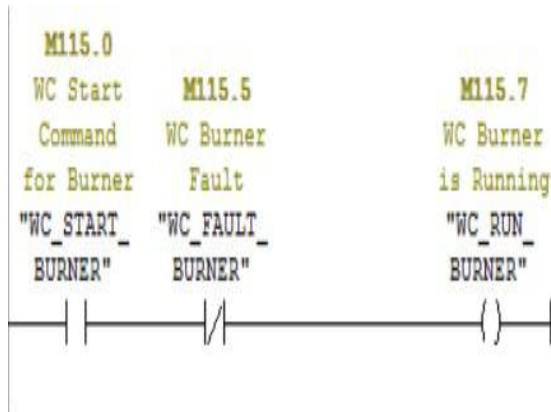 M115.0
WC Start
Command
for Burner
"WC_START_
BURNER"
M115.5
WC Burner
Fault
"WC_FAULT_
BURNER"
M115.7
WC Burner
is Running
"WC_RUN_
BURNER"